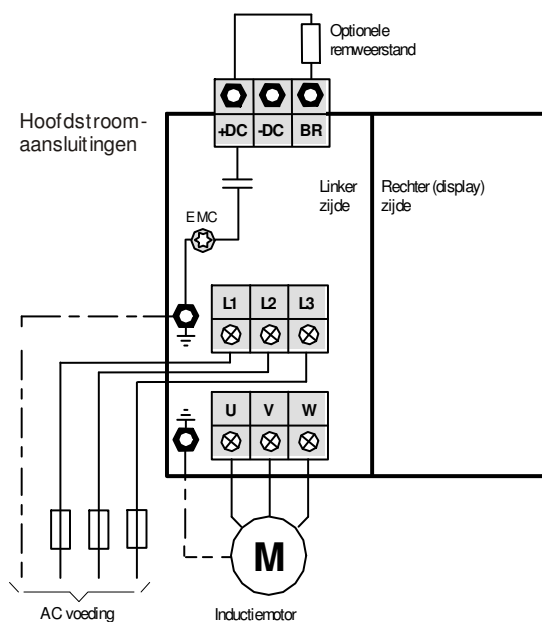 Optionele
remweerstand
Hoofdstroom-
aansluitingen
+DC -DC BR
Linker
zijde
Rechter (display)
zijde
EMC
L1 L2 L3
U V W
M
AC voeding
Inductiemotor